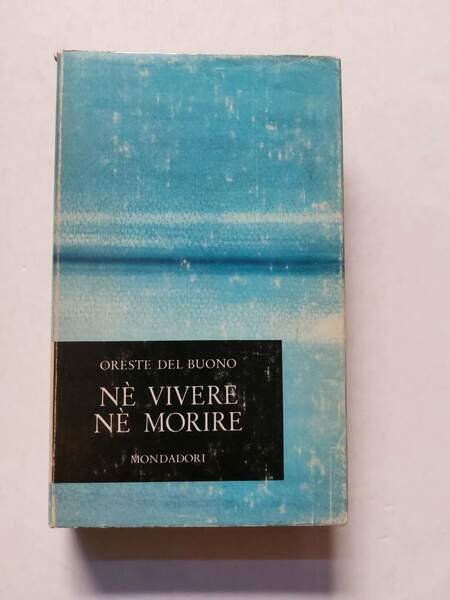 ORESTE DEL BUONO
NÈ VIVERE
NÈ MORIRE
MONDADORI